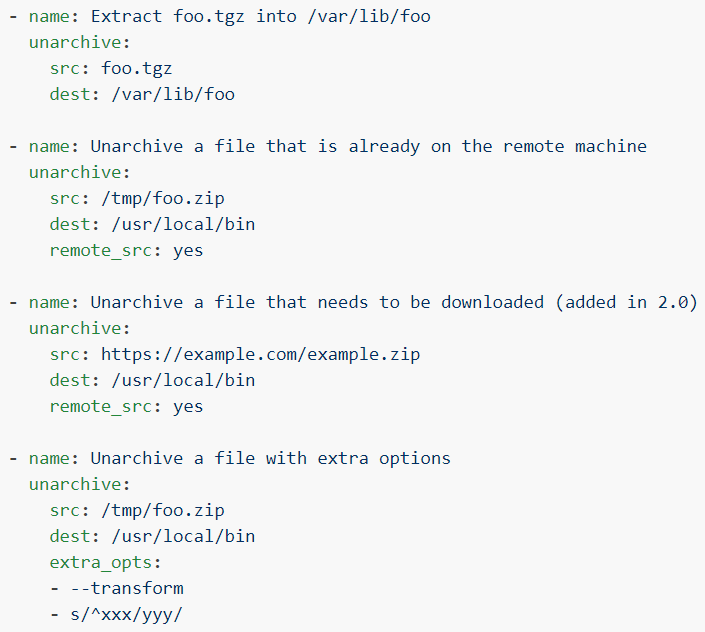 - name: Extract foo.tgz into /var/lib/foo
  unarchive:
    src: foo.tgz
    dest: /var/lib/foo

- name: Unarchive a file that is already on the remote machine
  unarchive:
    src: /tmp/foo.zip
    dest: /usr/local/bin
    remote_src: yes

- name: Unarchive a file that needs to be downloaded (added in 2.0)
  unarchive:
    src: https://example.com/example.zip
    dest: /usr/local/bin
    remote_src: yes

- name: Unarchive a file with extra options
  unarchive:
    src: /tmp/foo.zip
    dest: /usr/local/bin
    extra_opts:
    - --transform
    - s/^xxx/yyy/